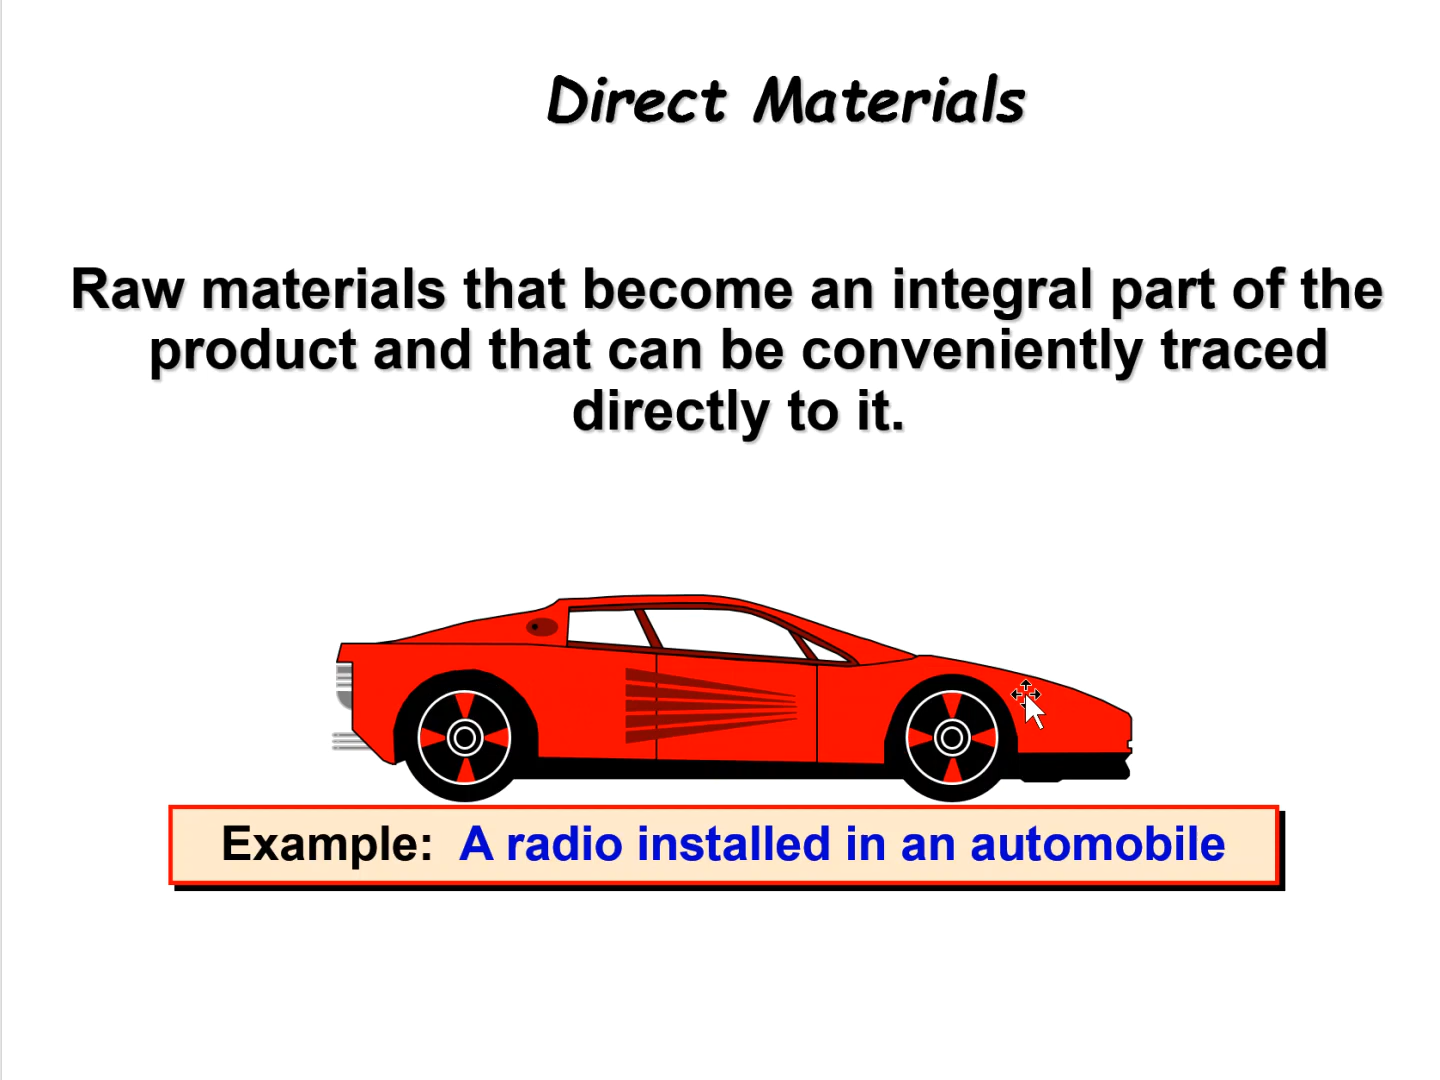 Direct Materials
Raw materials that become an integral part of the
product and that can be conveniently traced
directly to it.
Example: A radio installed in an automobile